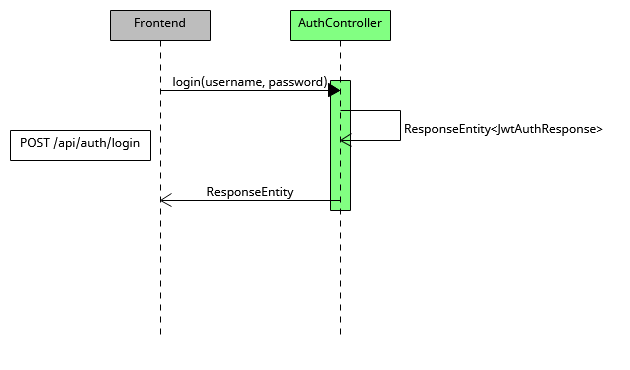 Frontend
AuthController
login(username, password)
ResponseEntity<JwtAuthResponse>
POST /api/auth/login
ResponseEntity